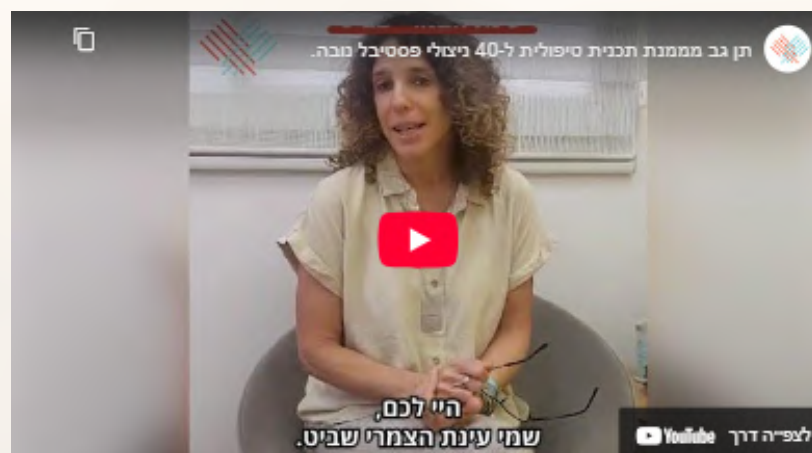 תן גב מממנת תכנית טיפולית ל-40 ניצולי פסטיבל נובה.
היי לכם,
שמי עינת הצמרי שביט.
לצפייה דרך YouTube